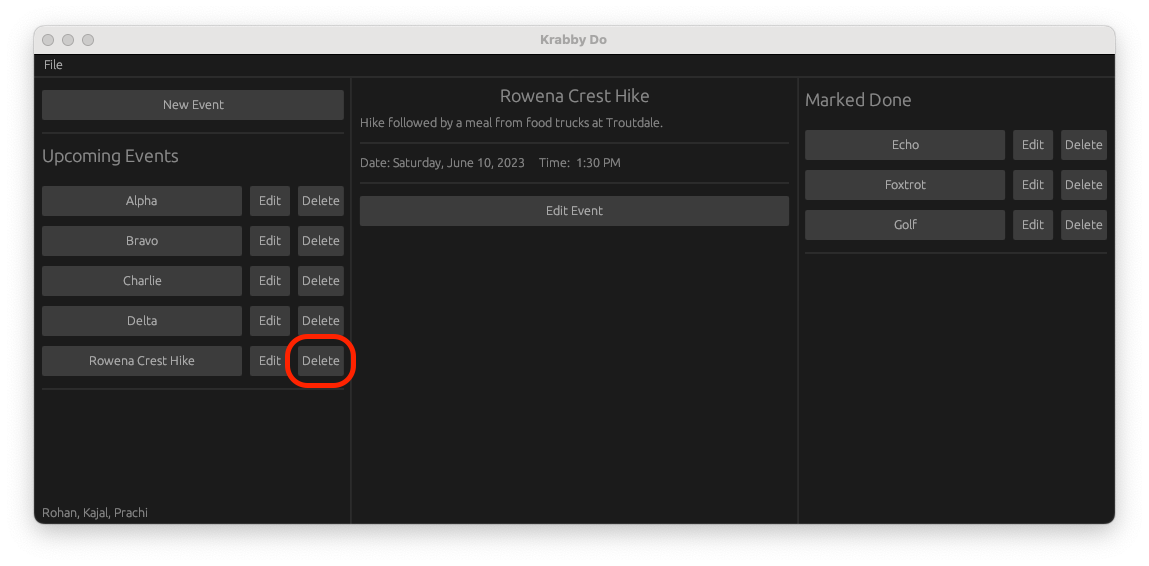 Krabby Do
File
New Event
Upcoming Events
Alpha Edit Delete
Bravo Edit Delete
Charlie Edit Delete
Delta Edit Delete
Rowena Crest Hike Edit Delete
Rohan, Kajal, Prachi
Rowena Crest Hike
Hike followed by a meal from food trucks at Troutdale.
Date: Saturday, June 10, 2023 Time: 1:30 PM
Edit Event
Marked Done
Echo Edit Delete
Foxtrot Edit Delete
Golf Edit Delete